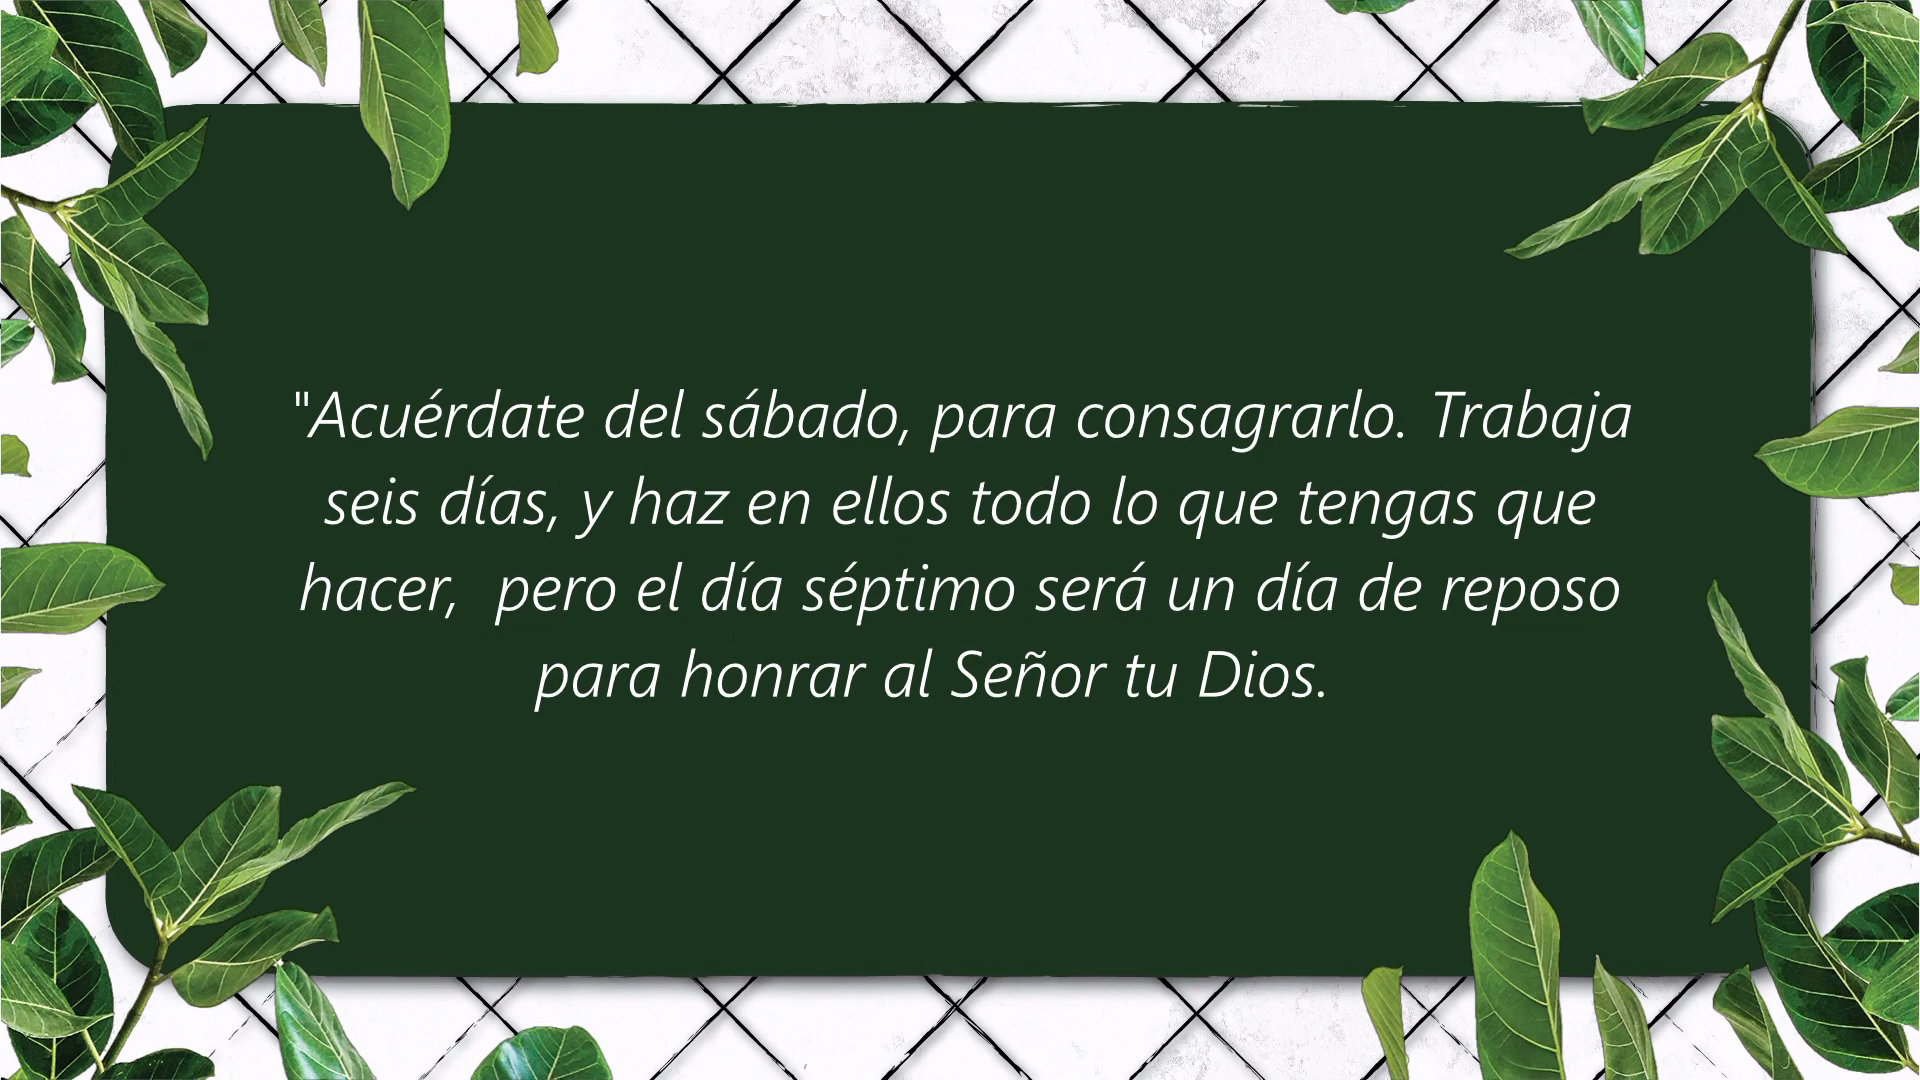 "Acuérdate del sábado, para consagrarlo. Trabaja
seis días, y haz en ellos todo lo que tengas que
hacer,  pero el día séptimo será un día de reposo
para honrar al Señor tu Dios.